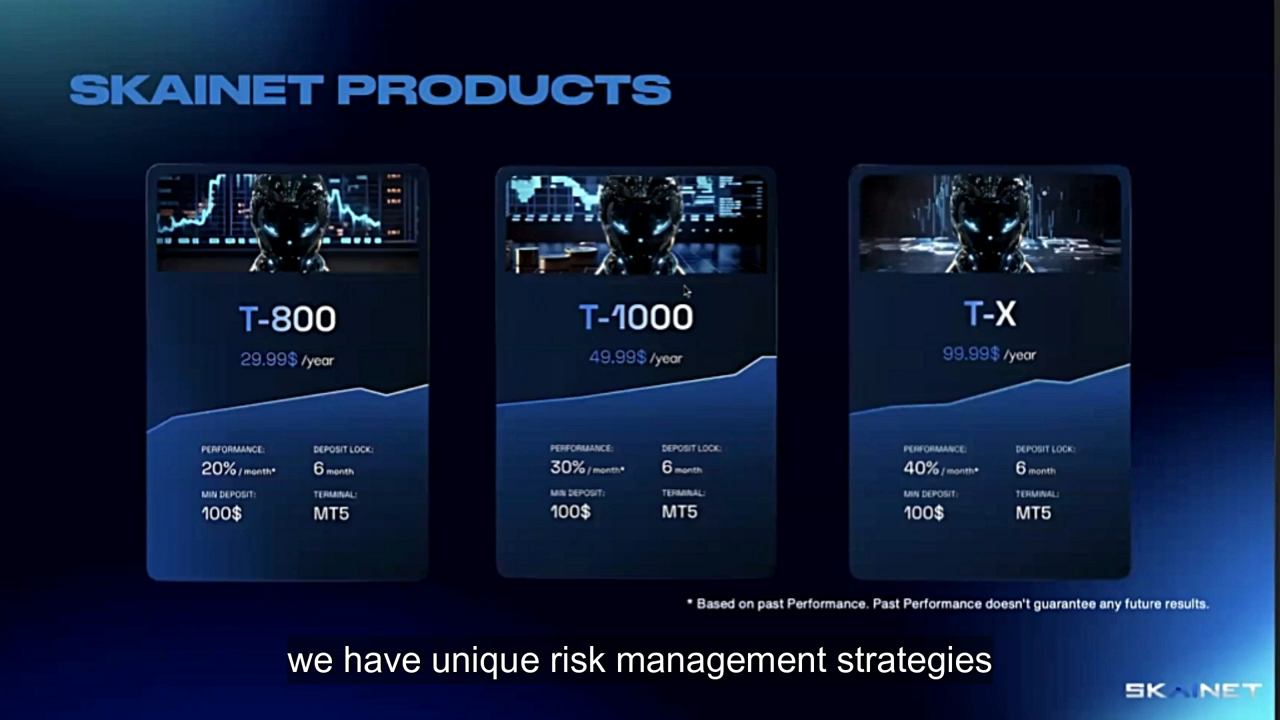 SKAINET PRODUCTS
T-800
29.99$ /year
PERFORMANCE:
20% / month*
DEPOSIT LOCK:
6 month
MIN DEPOSIT:
100$
TERMINAL:
MT5
T-1000
49.99$ /year
PERFORMANCE:
30% / month*
DEPOSIT LOCK:
6 month
MIN DEPOSIT:
100$
TERMINAL:
MT5
T-X
99.99$ /year
PERFORMANCE:
40% / month*
DEPOSIT LOCK:
6 month
MIN DEPOSIT:
100$
TERMINAL:
MT5
* Based on past Performance. Past Performance doesn't guarantee any future results.
we have unique risk management strategies
SKAINET